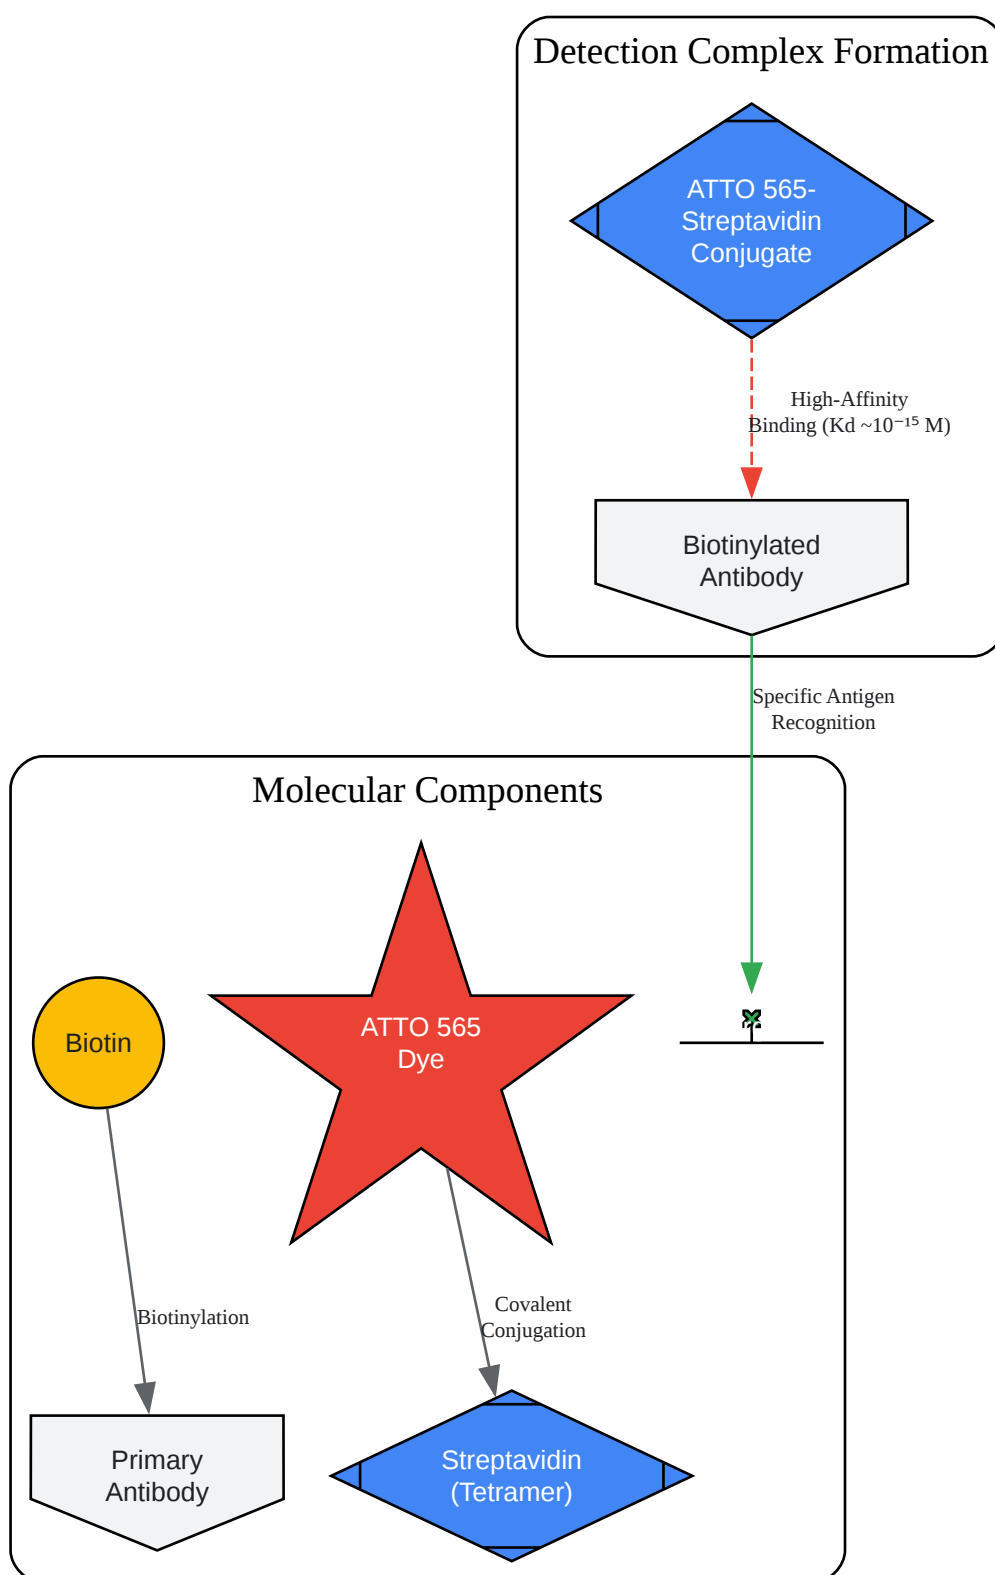 Detection Complex Formation
ATTO 565-
Streptavidin
Conjugate
High-Affinity
Binding (Kd ~10⁻¹⁵ M)
Biotinylated
Antibody
Specific Antigen
Recognition
Molecular Components
Biotin
ATTO 565
Dye
Biotinylation
Covalent
Conjugation
Primary
Antibody
Streptavidin
(Tetramer)